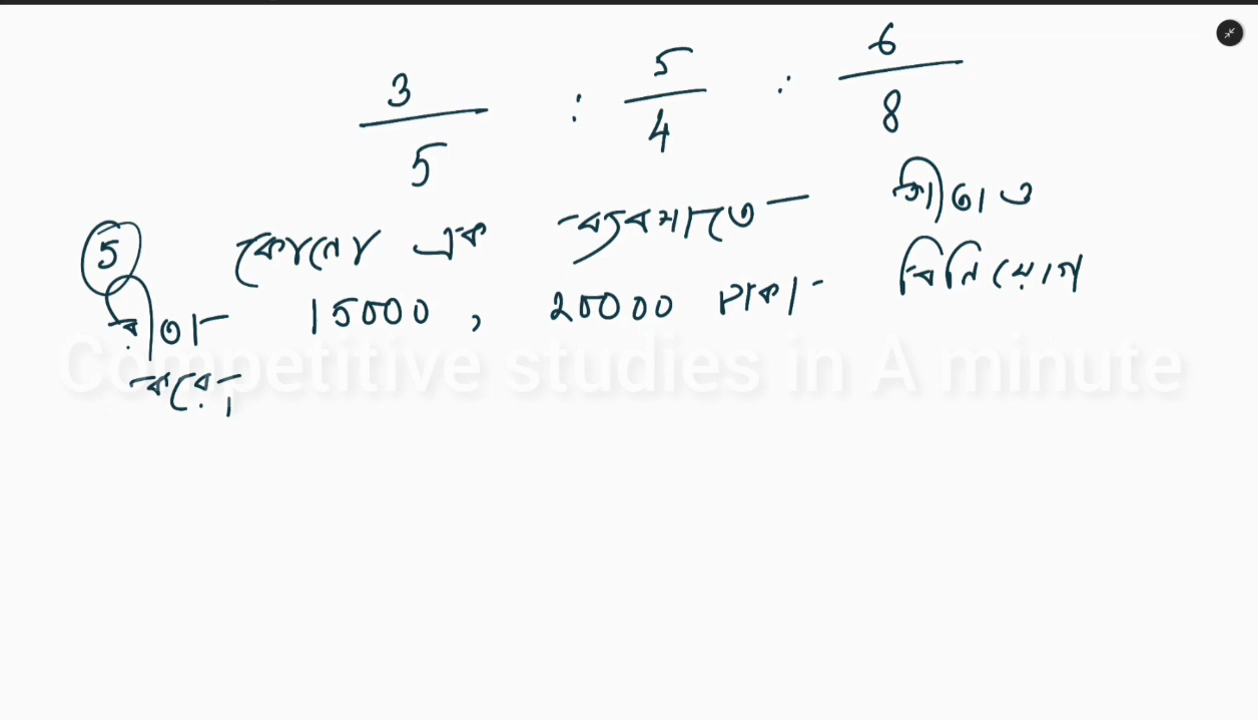 3/5 : 5/4 : 6/8
5 কোনো এক ব্যবসাতে সীতা ও
রীতা 15000, 20000 টাকা বিনিয়োগ
করে,
Competitive studies in A minute